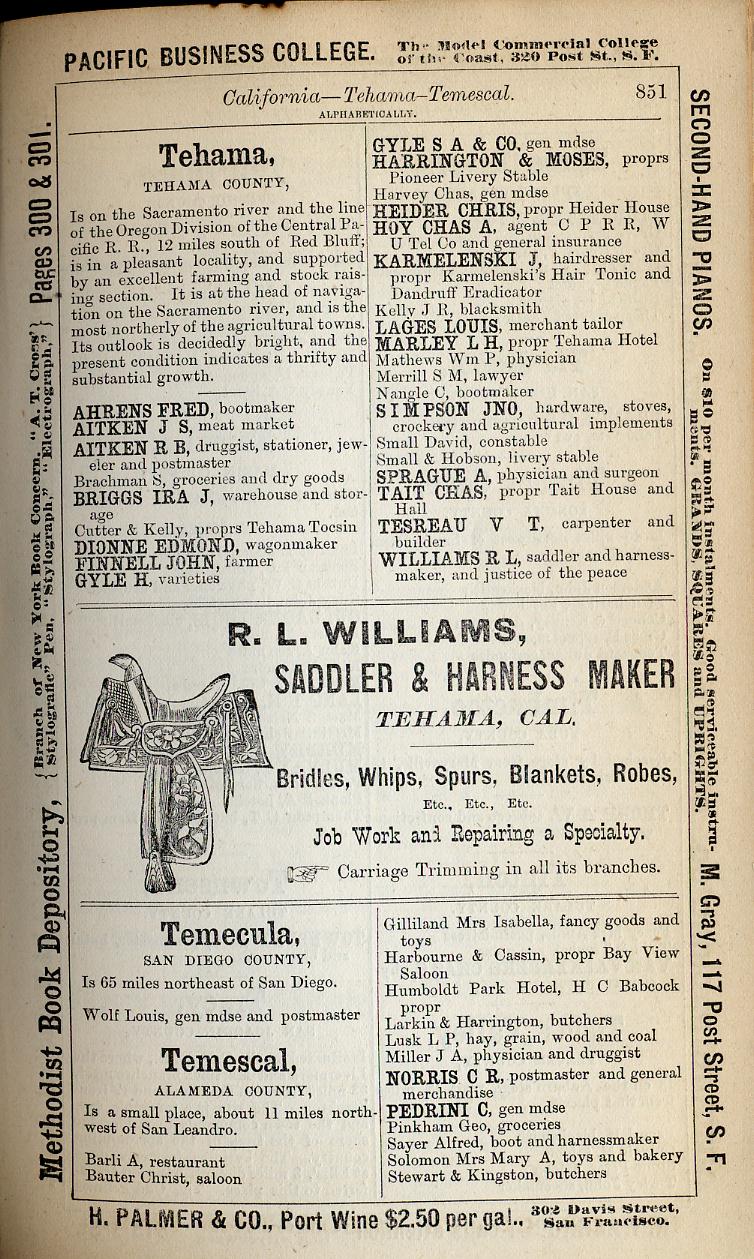 PACIFIC BUSINESS COLLEGE. The Model Commercial College
of the Coast, 320 Post St., S. F.
California—Tehama-Temescal. 851
ALPHABETICALLY.
Tehama,
TEHAMA COUNTY,
Is on the Sacramento river and the line
of the Oregon Division of the Central Pa-
cific R. R., 12 miles south of Red Bluff;
is in a pleasant locality, and supported
by an excellent farming and stock rais-
ing section. It is at the head of naviga-
tion on the Sacramento river, and is the
most northerly of the agricultural towns.
Its outlook is decidedly bright, and the
present condition indicates a thrifty and
substantial growth.
AHRENS FRED, bootmaker
AITKEN J S, meat market
AITKEN R B, druggist, stationer, jew-
eler and postmaster
Brachman S, groceries and dry goods
BRIGGS IRA J, warehouse and stor-
age
Cutter & Kelly, proprs Tehama Tocsin
DIONNE EDMOND, wagonmaker
FINNELL JOHN, farmer
GYLE H, varieties
GYLE S A & CO, gen mdse
HARRINGTON & MOSES, proprs
Pioneer Livery Stable
Harvey Chas, gen mdse
HEIDER CHRIS, propr Heider House
HOY CHAS A, agent C P R R, W
U Tel Co and general insurance
KARMELENSKI J, hairdresser and
propr Karmelenski's Hair Tonic and
Dandruff Eradicator
Kelly J R, blacksmith
LAGES LOUIS, merchant tailor
MARLEY L H, propr Tehama Hotel
Mathews Wm P, physician
Merrill S M, lawyer
Nangle C, bootmaker
SIMPSON JNO, hardware, stoves,
crockery and agricultural implements
Small David, constable
Small & Hobson, livery stable
SPRAGUE A, physician and surgeon
TAIT CHAS, propr Tait House and
Hall
TESREAU V T, carpenter and
builder
WILLIAMS R L, saddler and harness-
maker, and justice of the peace
R. L. WILLIAMS,
SADDLER & HARNESS MAKER
TEHAMA, CAL.
Bridles, Whips, Spurs, Blankets, Robes,
Etc., Etc., Etc.
Job Work and Repairing a Specialty.
☞ Carriage Trimming in all its branches.
Temecula,
SAN DIEGO COUNTY,
Is 65 miles northeast of San Diego.
Wolf Louis, gen mdse and postmaster
Temescal,
ALAMEDA COUNTY,
Is a small place, about 11 miles north-
west of San Leandro.
Barli A, restaurant
Bauter Christ, saloon
Gilliland Mrs Isabella, fancy goods and
toys
Harbourne & Cassin, propr Bay View
Saloon
Humboldt Park Hotel, H C Babcock
propr
Larkin & Harrington, butchers
Lusk L P, hay, grain, wood and coal
Miller J A, physician and druggist
NORRIS C R, postmaster and general
merchandise
PEDRINI C, gen mdse
Pinkham Geo, groceries
Sayer Alfred, boot and harnessmaker
Solomon Mrs Mary A, toys and bakery
Stewart & Kingston, butchers
H. PALMER & CO., Port Wine $2.50 per gal., 302 Davis Street,
San Francisco.
Methodist Book Depository, { Branch of New York Book Concern. "A. T. Cross'
Stylografic" Pen, "Stylograph," "Electrograph," } Pages 300 & 301.
SECOND-HAND PIANOS. On $10 per month instalments. Good serviceable instru-
ments. GRANDS, SQUARES and UPRIGHTS. M. Gray, 117 Post Street, S. F.